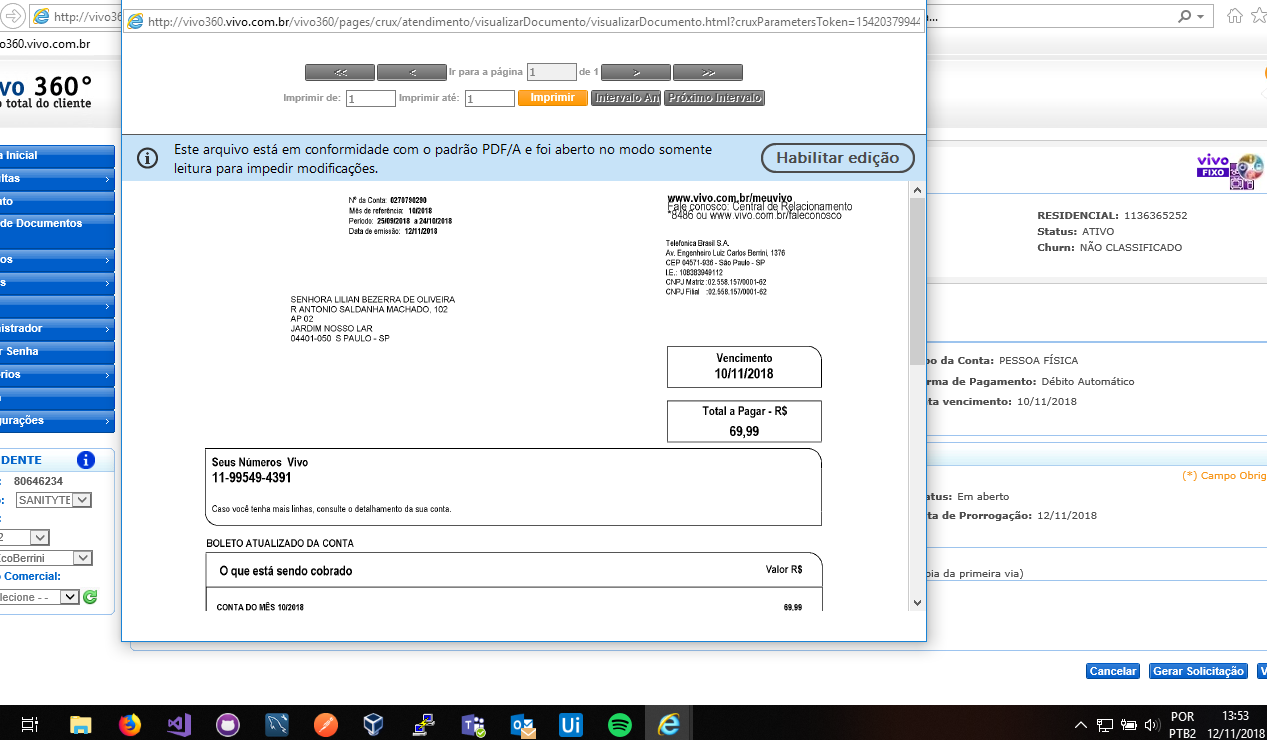 http://vivo360.vivo.com.br/vivo360/pages/crux/atendimento/visualizarDocumento/visualizarDocumento.html?cruxParametersToken=15420379944
http://vivo36
o360.vivo.com.br
vo 360°
o total do cliente
<< < Ir para a página 1 de 1 > >>
Imprimir de: 1 Imprimir até: 1 Imprimir Intervalo An Próximo Intervalo
Este arquivo está em conformidade com o padrão PDF/A e foi aberto no modo somente
leitura para impedir modificações.
Habilitar edição
Nº da Conta: 0270790290
Mês de referência: 10/2018
Período: 25/09/2018 a 24/10/2018
Data de emissão: 12/11/2018
www.vivo.com.br/meuvivo
Fale conosco: Central de Relacionamento
*8486 ou www.vivo.com.br/faleconosco
Telefonica Brasil S.A.
Av. Engenheiro Luiz Carlos Berrini, 1376
CEP 04571-936 - São Paulo - SP
I.E.: 108383949112
CNPJ Matriz :02.558.157/0001-62
CNPJ Filial :02.558.157/0001-62
SENHORA LILIAN BEZERRA DE OLIVEIRA
R ANTONIO SALDANHA MACHADO, 102
AP 02
JARDIM NOSSO LAR
04401-050 S PAULO - SP
Vencimento
10/11/2018
Total a Pagar - R$
69,99
Seus Números Vivo
11-99549-4391
Caso você tenha mais linhas, consulte o detalhamento da sua conta.
BOLETO ATUALIZADO DA CONTA
O que está sendo cobrado Valor R$
CONTA DO MÊS 10/2018 69,99
a Inicial
ltas
uto
de Documentos
os
s
nistrador
r Senha
rios
gurações
DENTE
: 80646234
o: SANITYTE
:
2
EcoBerrini
o Comercial:
lecione - -
vivo
FIXO
RESIDENCIAL: 1136365252
Status: ATIVO
Churn: NÃO CLASSIFICADO
po da Conta: PESSOA FÍSICA
rma de Pagamento: Débito Automático
ta vencimento: 10/11/2018
(*) Campo Obrig
atus: Em aberto
ta de Prorrogação: 12/11/2018
pia da primeira via)
Cancelar Gerar Solicitação V
Ui
POR
PTB2
13:53
12/11/2018